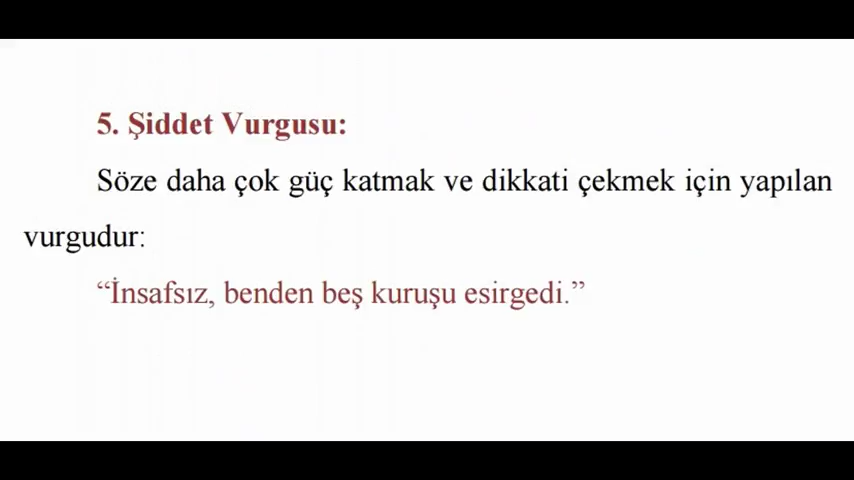 5. Şiddet Vurgusu:
Söze daha çok güç katmak ve dikkati çekmek için yapılan
vurgudur:
“İnsafsız, benden beş kuruşu esirgedi.”